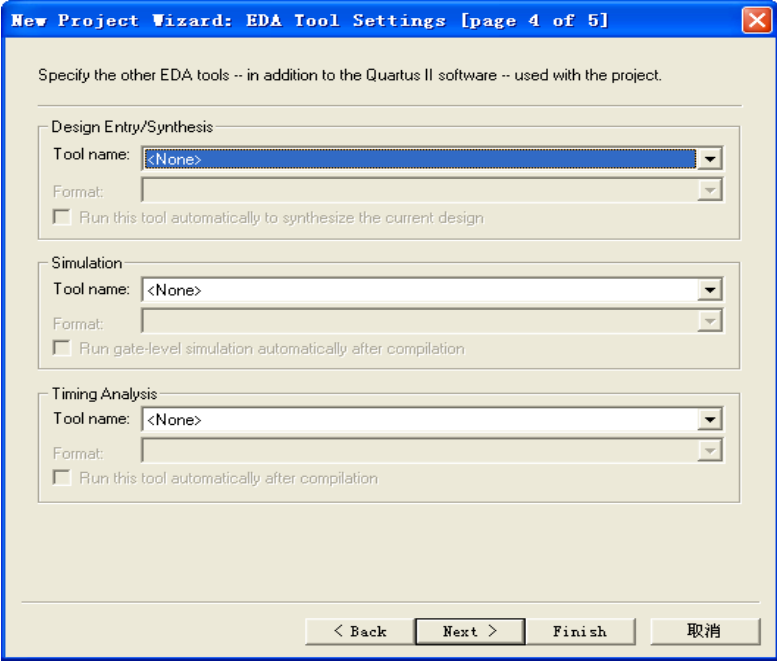 New Project Wizard: EDA Tool Settings [page 4 of 5]
Specify the other EDA tools -- in addition to the Quartus II software -- used with the project.
Design Entry/Synthesis
Tool name: <None>
Format:
Run this tool automatically to synthesize the current design
Simulation
Tool name: <None>
Format:
Run gate-level simulation automatically after compilation
Timing Analysis
Tool name: <None>
Format:
Run this tool automatically after compilation
< Back Next > Finish 取消